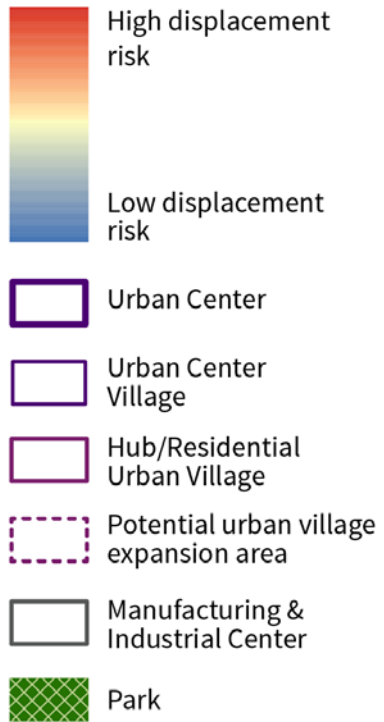 High displacement
risk
Low displacement
risk
Urban Center
Urban Center
Village
Hub/Residential
Urban Village
Potential urban village
expansion area
Manufacturing &
Industrial Center
Park